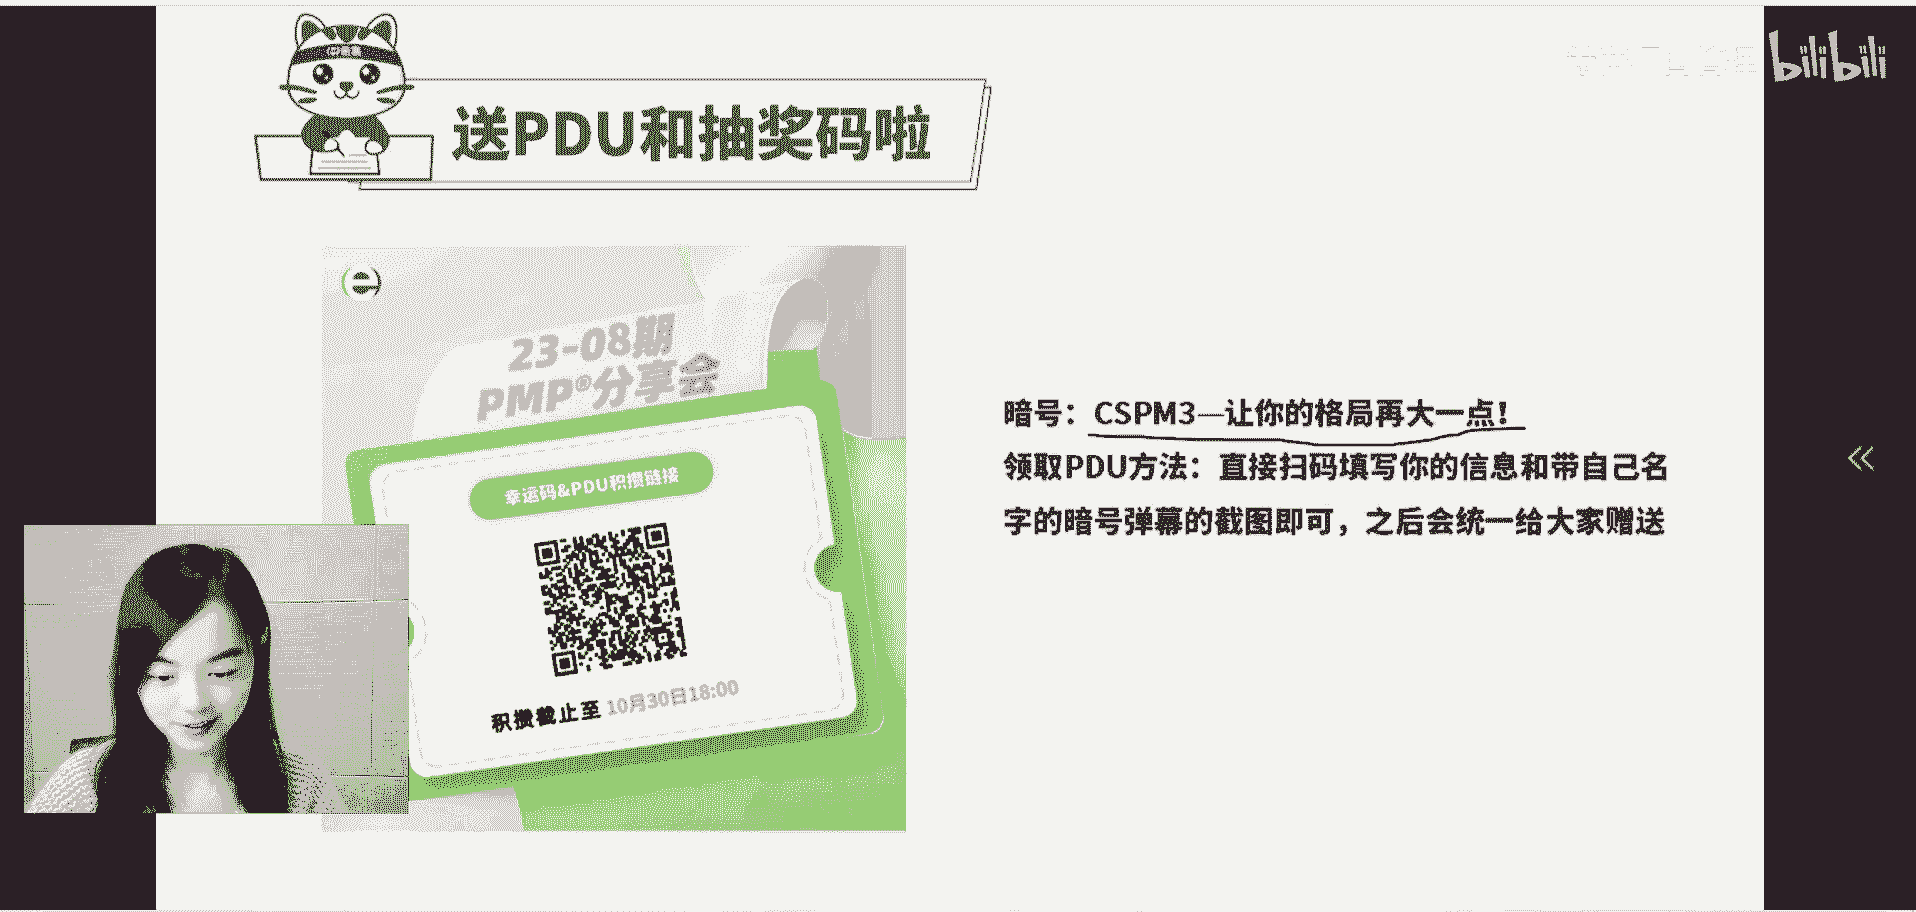 bilibili
送PDU和抽奖码啦
e
23-08期
PMP®分享会
幸运码&PDU积攒链接
积攒截止至 10月30日18:00
暗号：CSPM3—让你的格局再大一点！
领取PDU方法：直接扫码填写你的信息和带自己名
字的暗号弹幕的截图即可，之后会统一给大家赠送